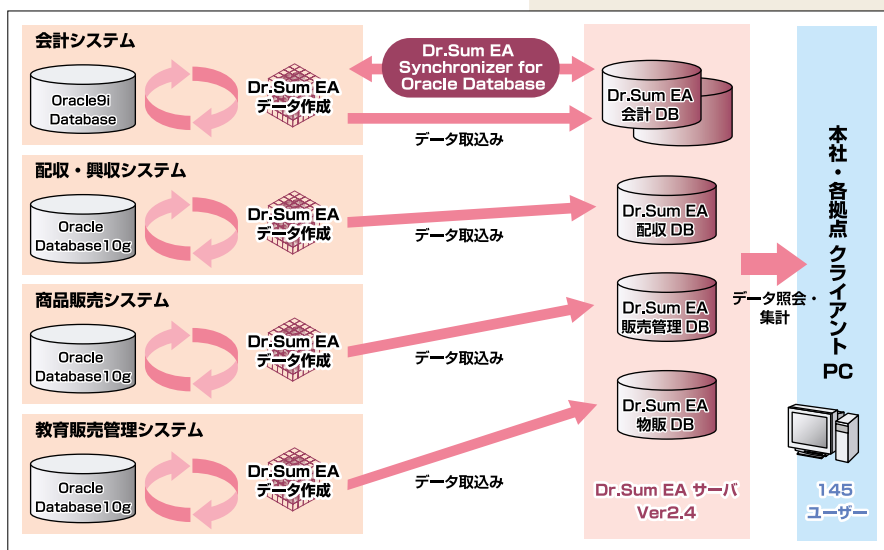 会計システム
Oracle9i
Database
Dr.Sum EA
データ作成
Dr.Sum EA
Synchronizer for
Oracle Database
データ取込み
Dr.Sum EA
会計 DB
配収・興収システム
Oracle
Database10g
Dr.Sum EA
データ作成
データ取込み
Dr.Sum EA
配収 DB
商品販売システム
Oracle
Database10g
Dr.Sum EA
データ作成
データ取込み
Dr.Sum EA
販売管理 DB
教育販売管理システム
Oracle
Database10g
Dr.Sum EA
データ作成
データ取込み
Dr.Sum EA
物販 DB
Dr.Sum EA サーバ
Ver2.4
データ照会・
集計
本社・各拠点 クライアント PC
145
ユーザー